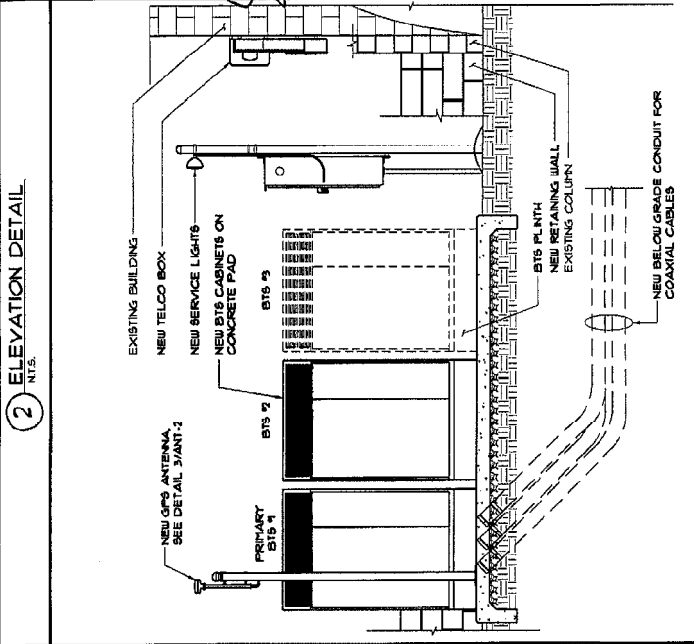 2 ELEVATION DETAIL
N.T.S.
NEW GPS ANTENNA,
SEE DETAIL 3/ANT-2
EXISTING BUILDING
NEW TELCO BOX
NEW SERVICE LIGHTS
NEW BTS CABINETS ON
CONCRETE PAD
PRIMARY
BTS #1
BTS #2
BTS #3
BTS PLINTH
NEW RETAINING WALL
EXISTING COLUMN
NEW BELOW GRADE CONDUIT FOR
COAXIAL CABLES